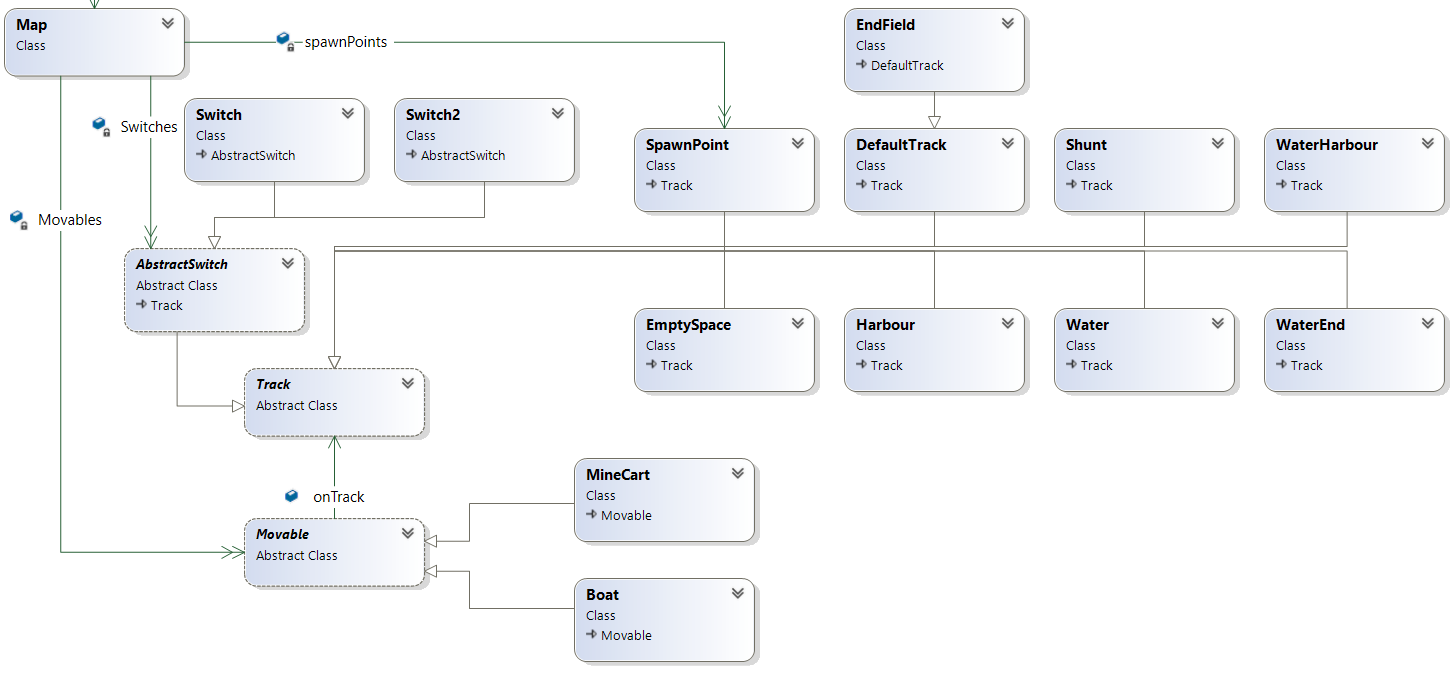 Map
Class
spawnPoints
EndField
Class
DefaultTrack
Switches
Switch
Class
AbstractSwitch
Switch2
Class
AbstractSwitch
SpawnPoint
Class
Track
DefaultTrack
Class
Track
Shunt
Class
Track
WaterHarbour
Class
Track
Movables
AbstractSwitch
Abstract Class
Track
EmptySpace
Class
Track
Harbour
Class
Track
Water
Class
Track
WaterEnd
Class
Track
Track
Abstract Class
onTrack
MineCart
Class
Movable
Movable
Abstract Class
Boat
Class
Movable